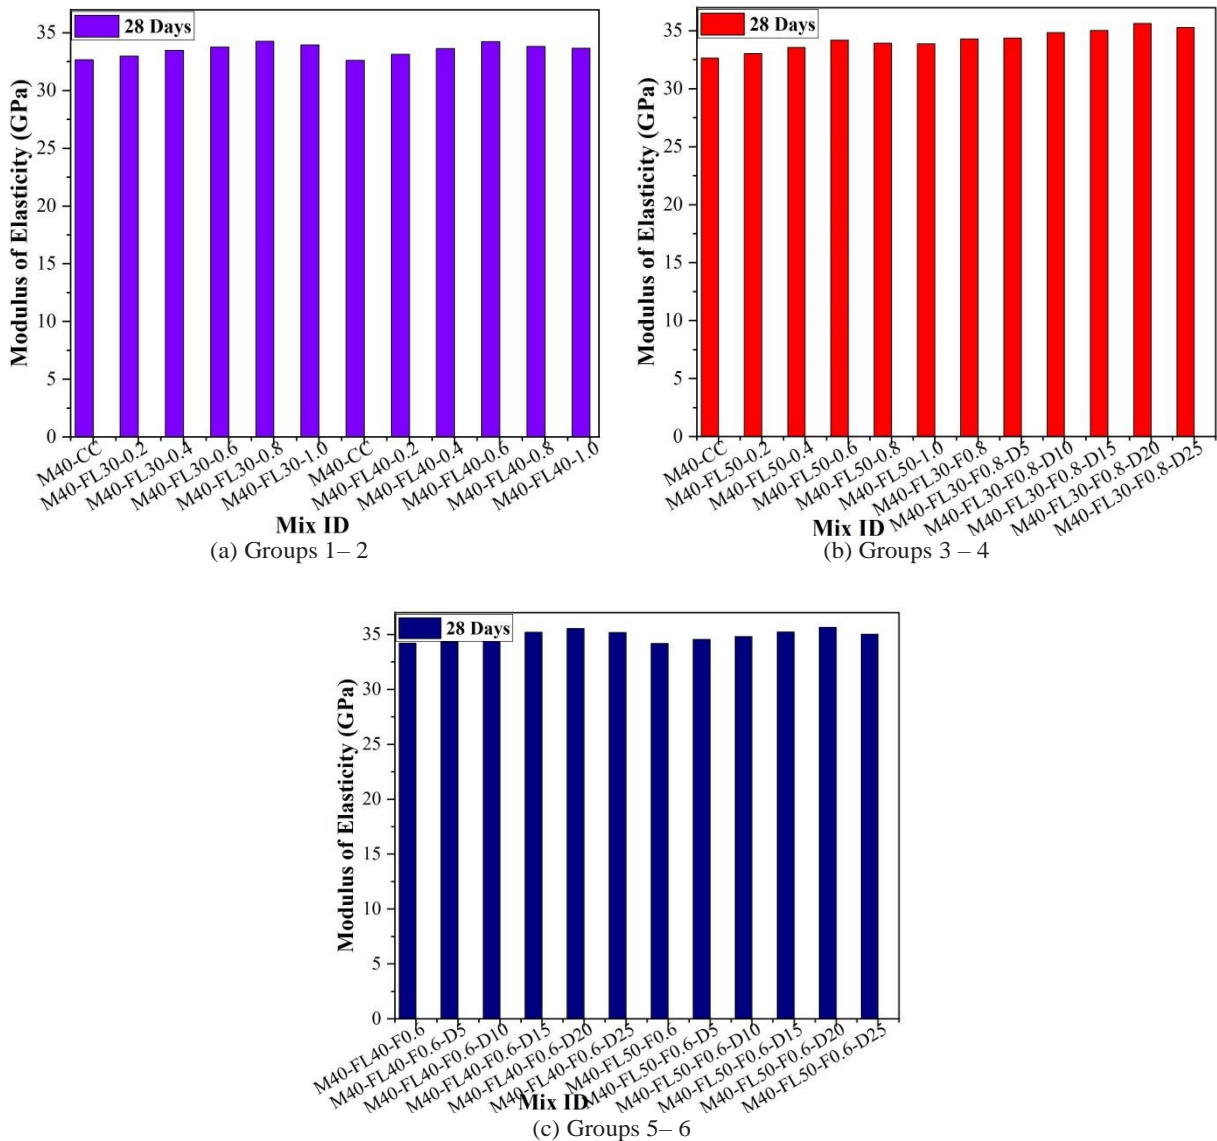 28 Days
35
30
25
20
15
10
5
0
Modulus of Elasticity (GPa)
M40-CC
M40-FL30-0.2
M40-FL30-0.4
M40-FL30-0.6
M40-FL30-0.8
M40-FL30-1.0
M40-CC
M40-FL40-0.2
M40-FL40-0.4
M40-FL40-0.6
M40-FL40-0.8
M40-FL40-1.0
Mix ID
(a) Groups 1– 2
28 Days
35
30
25
20
15
10
5
0
Modulus of Elasticity (GPa)
M40-CC
M40-FL50-0.2
M40-FL50-0.4
M40-FL50-0.6
M40-FL50-0.8
M40-FL50-1.0
M40-FL30-F0.8
M40-FL30-F0.8-D5
M40-FL30-F0.8-D10
M40-FL30-F0.8-D15
M40-FL30-F0.8-D20
M40-FL30-F0.8-D25
Mix ID
(b) Groups 3 – 4
28 Days
35
30
25
20
15
10
5
0
Modulus of Elasticity (GPa)
M40-FL40-F0.6
M40-FL40-F0.6-D5
M40-FL40-F0.6-D10
M40-FL40-F0.6-D15
M40-FL40-F0.6-D20
M40-FL40-F0.6-D25
M40-FL50-F0.6
M40-FL50-F0.6-D5
M40-FL50-F0.6-D10
M40-FL50-F0.6-D15
M40-FL50-F0.6-D20
M40-FL50-F0.6-D25
Mix ID
(c) Groups 5– 6